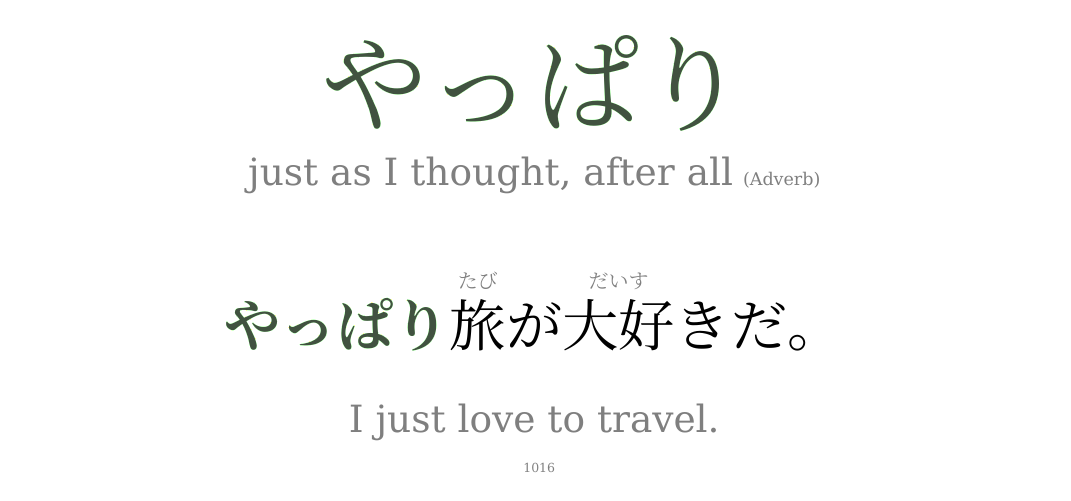 やっぱり
just as I thought, after all (Adverb)
たび だいす
やっぱり旅が大好きだ。
I just love to travel.
1016